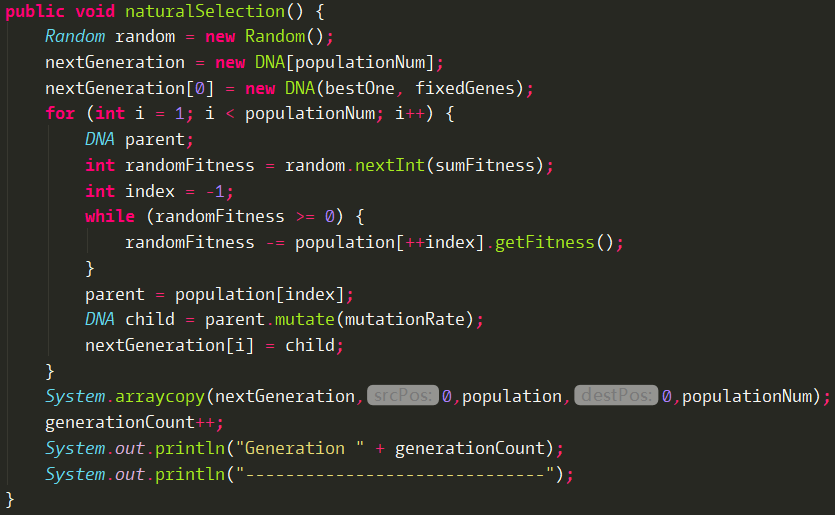 public void naturalSelection() {
    Random random = new Random();
    nextGeneration = new DNA[populationNum];
    nextGeneration[0] = new DNA(bestOne, fixedGenes);
    for (int i = 1; i < populationNum; i++) {
        DNA parent;
        int randomFitness = random.nextInt(sumFitness);
        int index = -1;
        while (randomFitness >= 0) {
            randomFitness -= population[++index].getFitness();
        }
        parent = population[index];
        DNA child = parent.mutate(mutationRate);
        nextGeneration[i] = child;
    }
    System.arraycopy(nextGeneration, srcPos: 0,population, destPos: 0,populationNum);
    generationCount++;
    System.out.println("Generation " + generationCount);
    System.out.println("------------------------------");
}